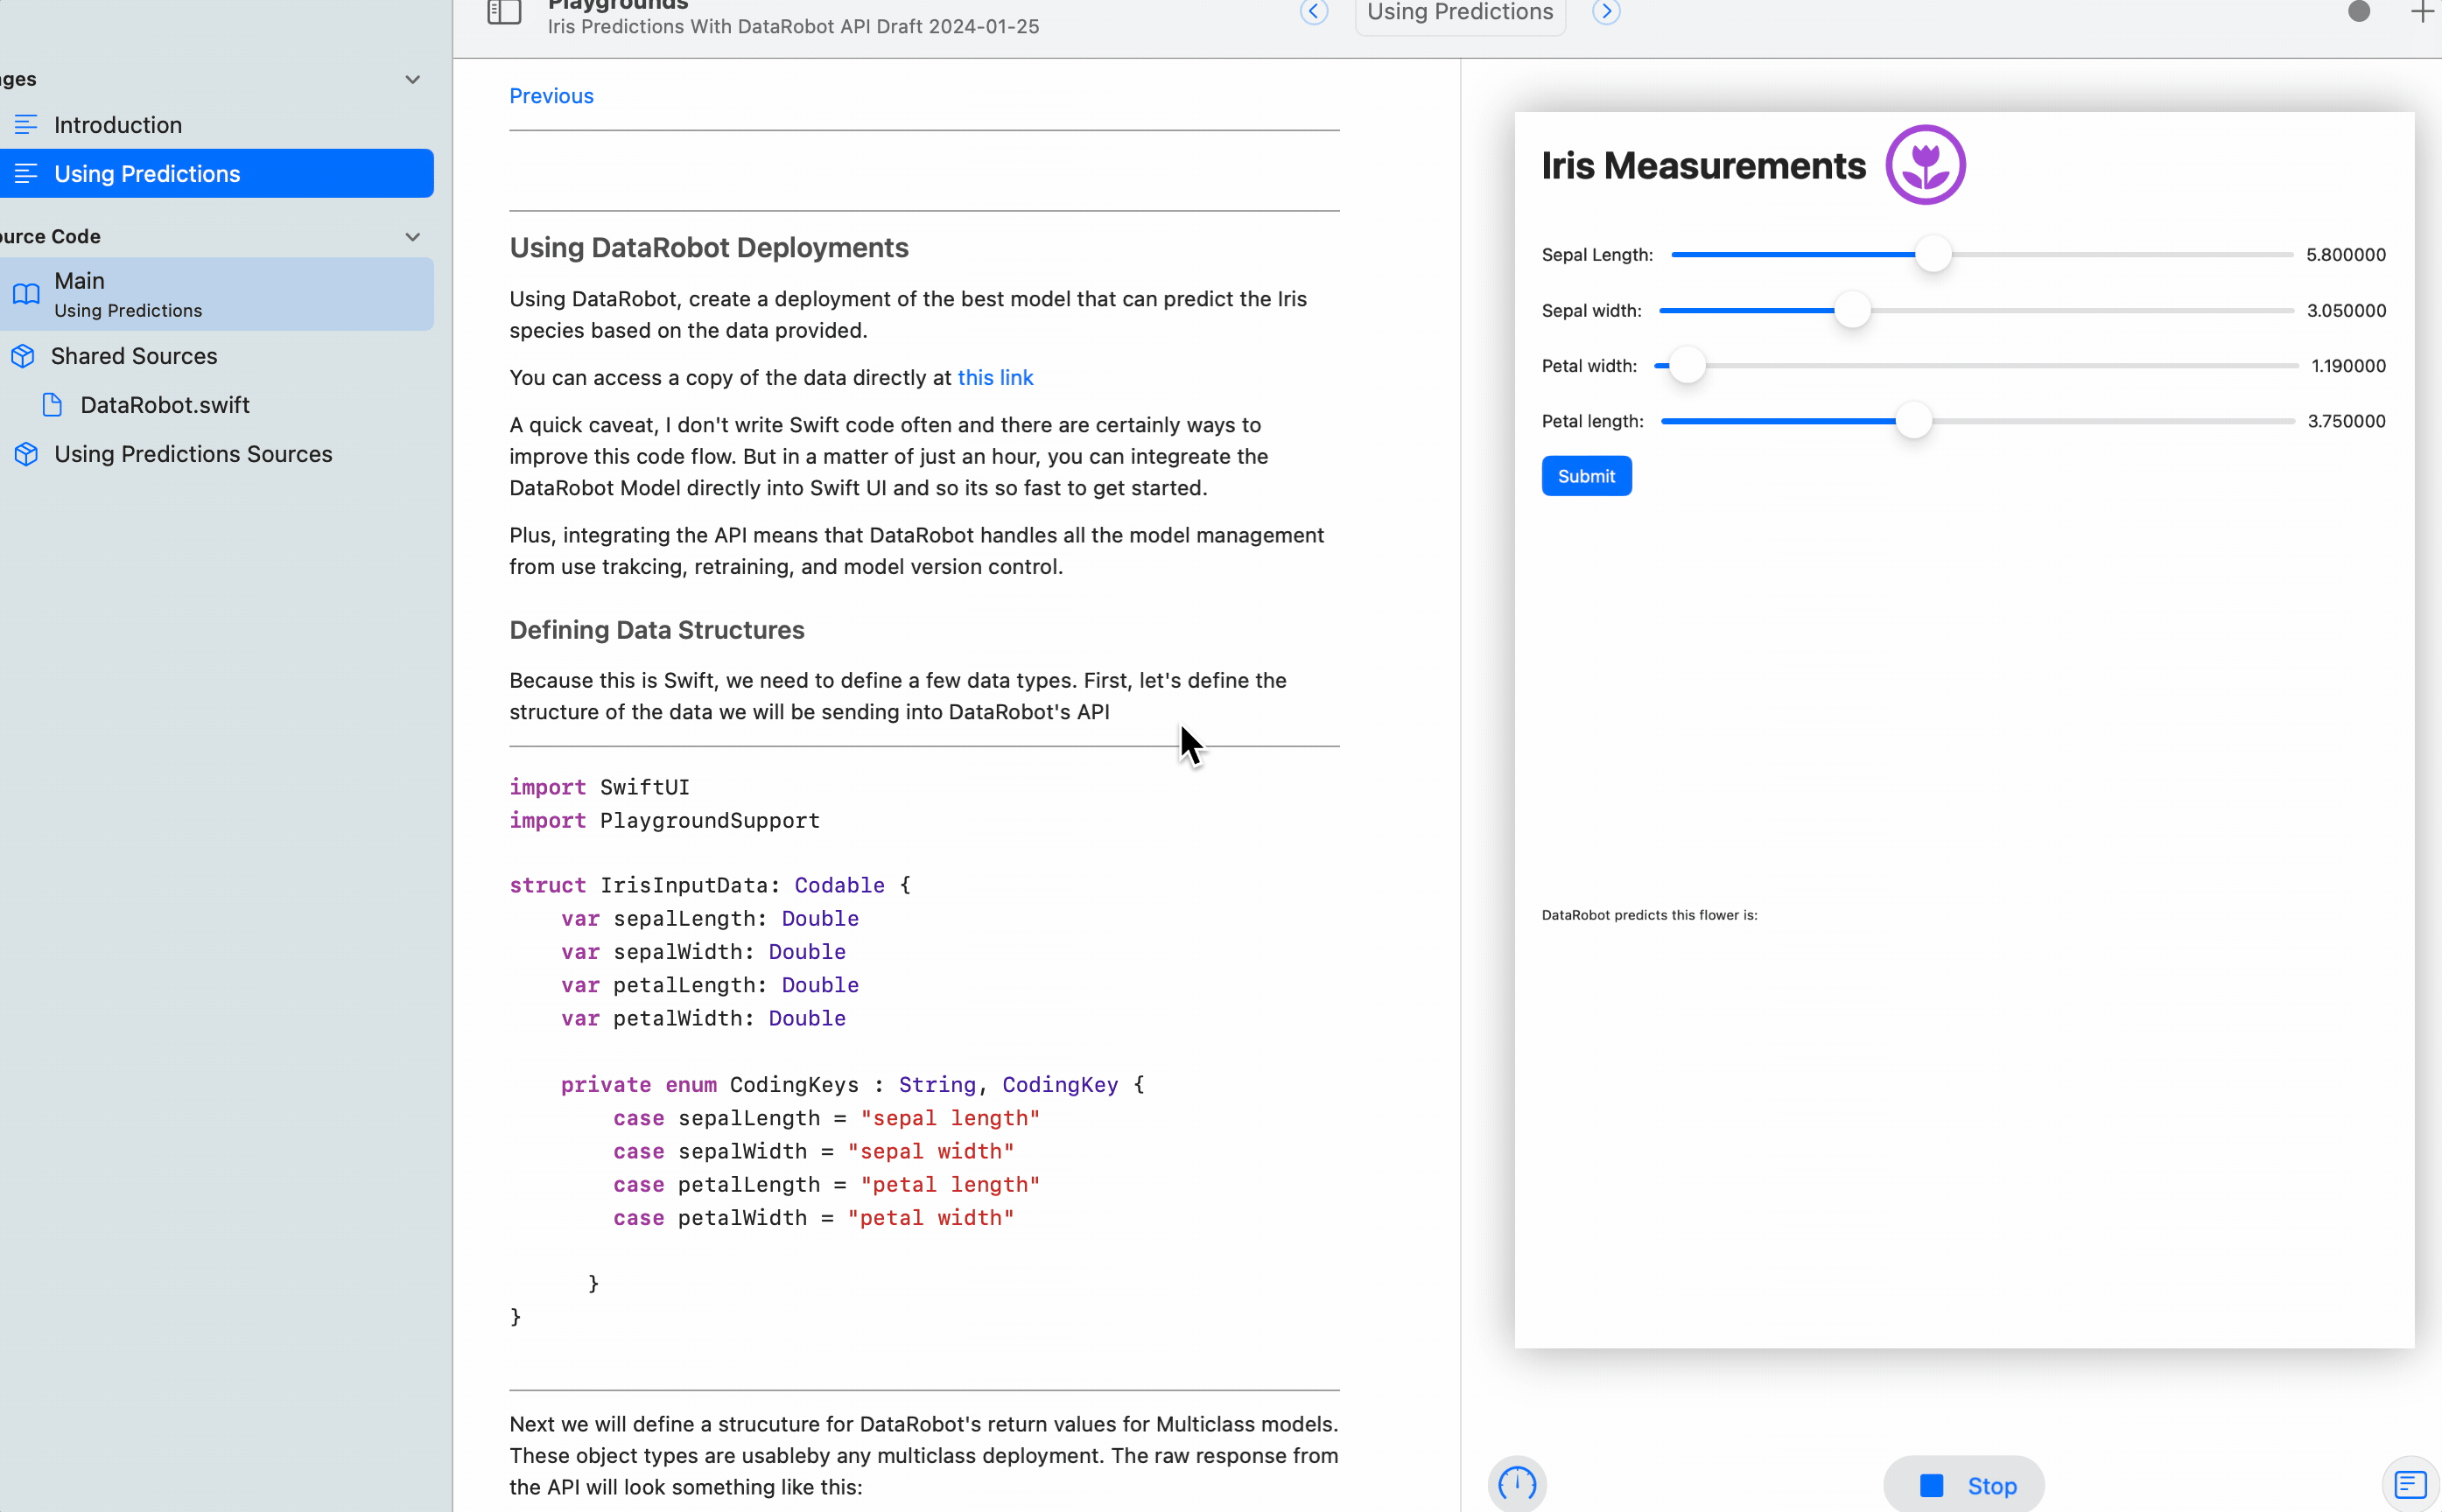 Playgrounds
Iris Predictions With DataRobot API Draft 2024-01-25
Using Predictions
ges
Introduction
Using Predictions
urce Code
Main
Using Predictions
Shared Sources
DataRobot.swift
Using Predictions Sources
Previous
Using DataRobot Deployments
Using DataRobot, create a deployment of the best model that can predict the Iris
species based on the data provided.
You can access a copy of the data directly at this link
A quick caveat, I don't write Swift code often and there are certainly ways to
improve this code flow. But in a matter of just an hour, you can integreate the
DataRobot Model directly into Swift UI and so its so fast to get started.
Plus, integrating the API means that DataRobot handles all the model management
from use trakcing, retraining, and model version control.
Defining Data Structures
Because this is Swift, we need to define a few data types. First, let's define the
structure of the data we will be sending into DataRobot's API
import SwiftUI
import PlaygroundSupport
struct IrisInputData: Codable {
var sepalLength: Double
var sepalWidth: Double
var petalLength: Double
var petalWidth: Double
private enum CodingKeys : String, CodingKey {
case sepalLength = "sepal length"
case sepalWidth = "sepal width"
case petalLength = "petal length"
case petalWidth = "petal width"
}
}
Next we will define a strucuture for DataRobot's return values for Multiclass models.
These object types are usableby any multiclass deployment. The raw response from
the API will look something like this:
Iris Measurements
Sepal Length: 5.800000
Sepal width: 3.050000
Petal width: 1.190000
Petal length: 3.750000
Submit
DataRobot predicts this flower is:
Stop